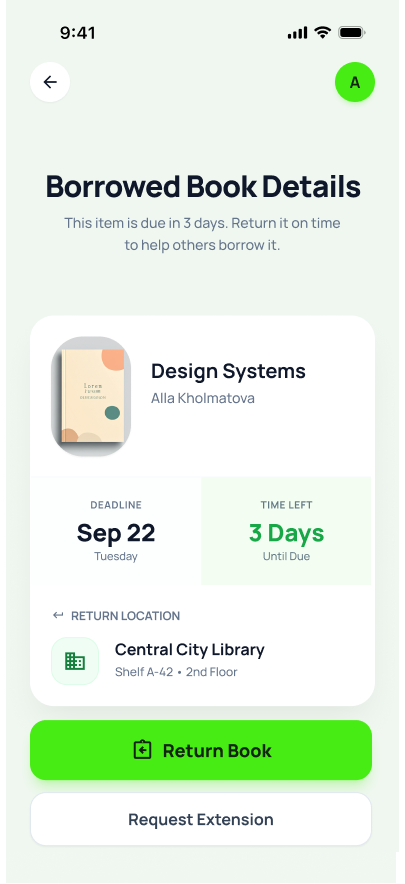 9:41
A
Borrowed Book Details
This item is due in 3 days. Return it on time
to help others borrow it.
lorem
Design Systems
Alla Kholmatova
DEADLINE
Sep 22
Tuesday
TIME LEFT
3 Days
Until Due
RETURN LOCATION
Central City Library
Shelf A-42 • 2nd Floor
Return Book
Request Extension